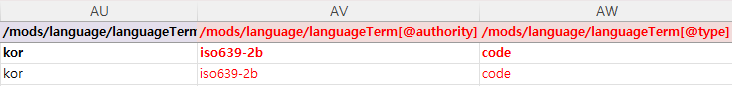 AU AV AW
/mods/language/languageTerm /mods/language/languageTerm[@authority] /mods/language/languageTerm[@type]
kor iso639-2b code
kor iso639-2b code